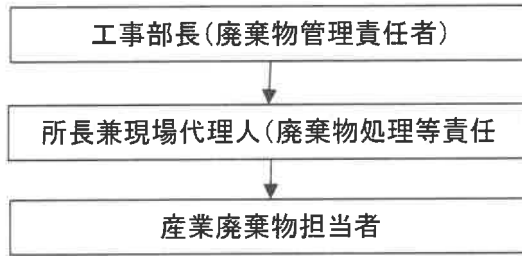 工事部長(廃棄物管理責任者)
所長兼現場代理人(廃棄物処理等責任
産業廃棄物担当者